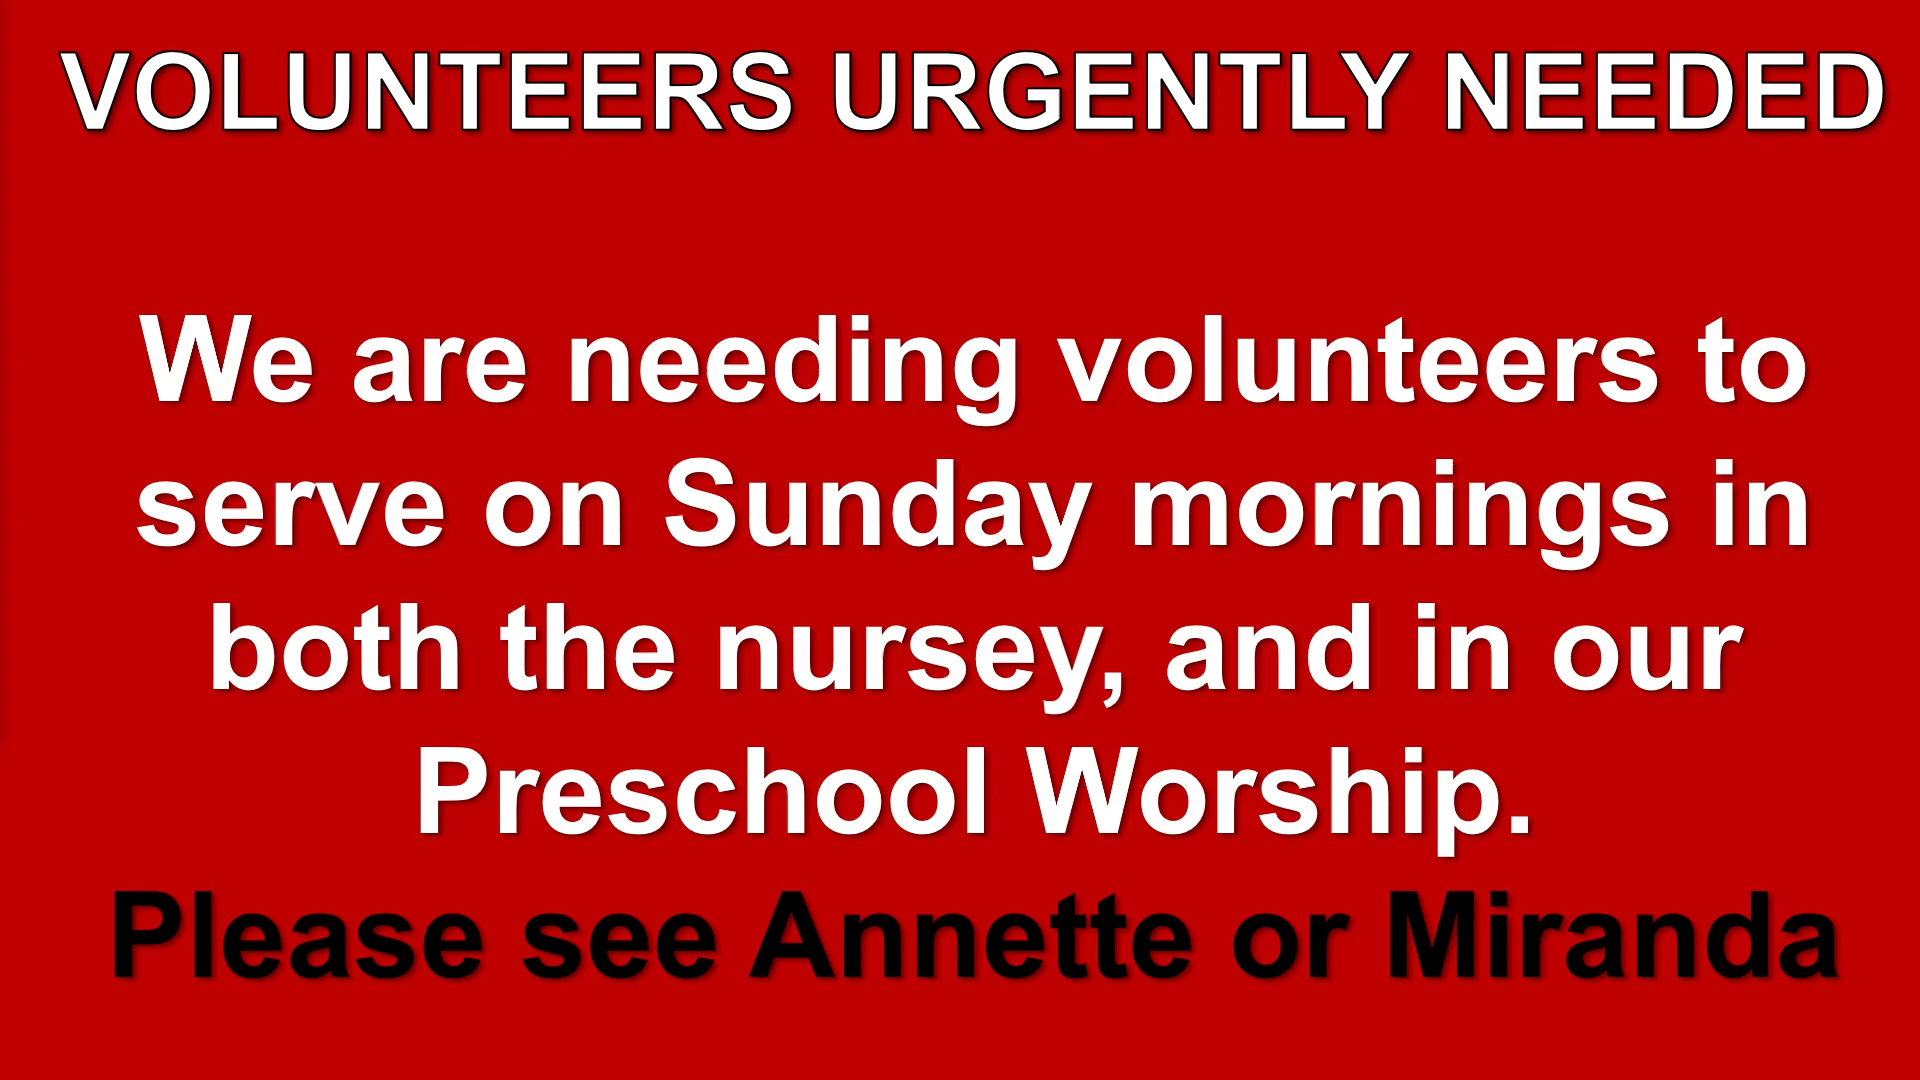 VOLUNTEERS URGENTLY NEEDED
We are needing volunteers to
serve on Sunday mornings in
both the nursey, and in our
Preschool Worship.
Please see Annette or Miranda